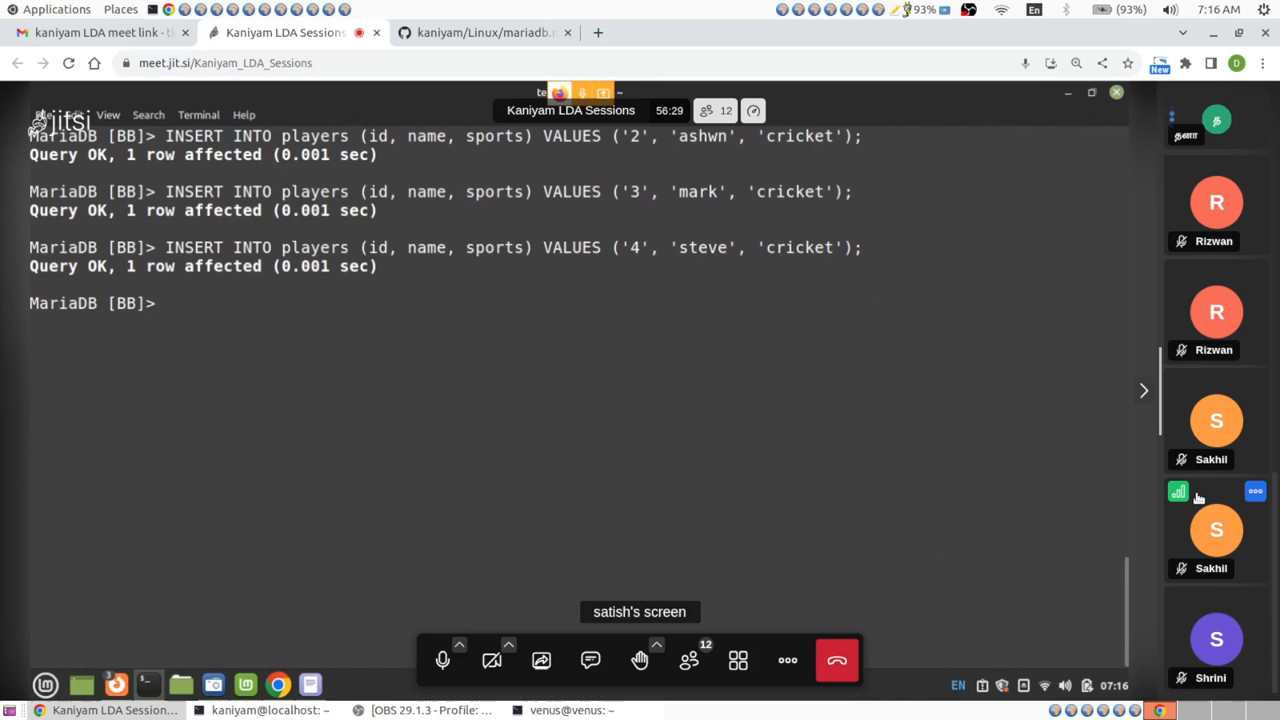 Applications Places 93% En (93%) 7:16 AM
kaniyam LDA meet link - tk
Kaniyam LDA Sessions
kaniyam/Linux/mariadb.
meet.jit.si/Kaniyam_LDA_Sessions
New
D
jitsi
View Search Terminal Help
Kaniyam LDA Sessions 56:29 12
MariaDB [BB]> INSERT INTO players (id, name, sports) VALUES ('2', 'ashwn', 'cricket');
Query OK, 1 row affected (0.001 sec)
MariaDB [BB]> INSERT INTO players (id, name, sports) VALUES ('3', 'mark', 'cricket');
Query OK, 1 row affected (0.001 sec)
MariaDB [BB]> INSERT INTO players (id, name, sports) VALUES ('4', 'steve', 'cricket');
Query OK, 1 row affected (0.001 sec)
MariaDB [BB]>
த
தனா
R
Rizwan
R
Rizwan
S
Sakhil
S
Sakhil
S
Shrini
satish's screen
12
3
EN 07:16
Kaniyam LDA Session...
kaniyam@localhost: ~
[OBS 29.1.3 - Profile: ...
venus@venus: ~